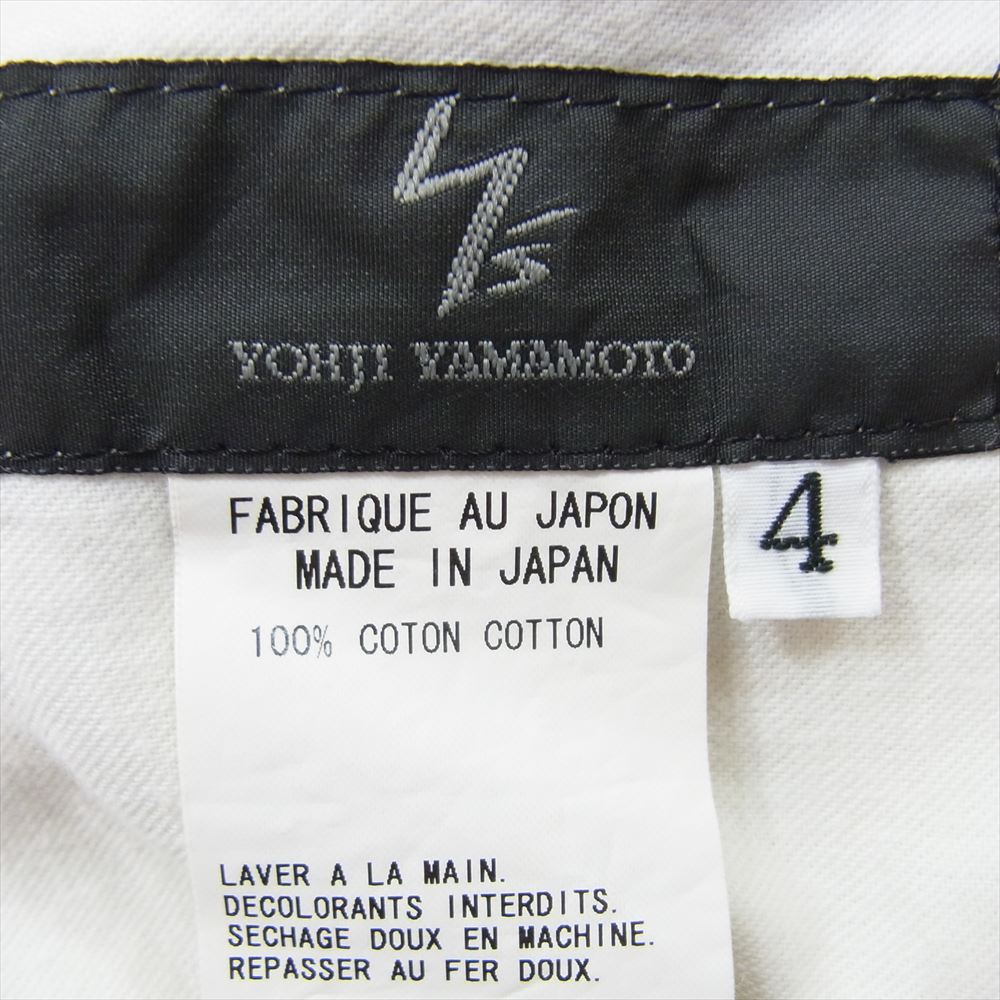 Y's
YOHJI YAMAMOTO
FABRIQUE AU JAPON
MADE IN JAPAN
4
100% COTON COTTON
LAVER A LA MAIN.
DECOLORANTS INTERDITS.
SECHAGE DOUX EN MACHINE.
REPASSER AU FER DOUX.